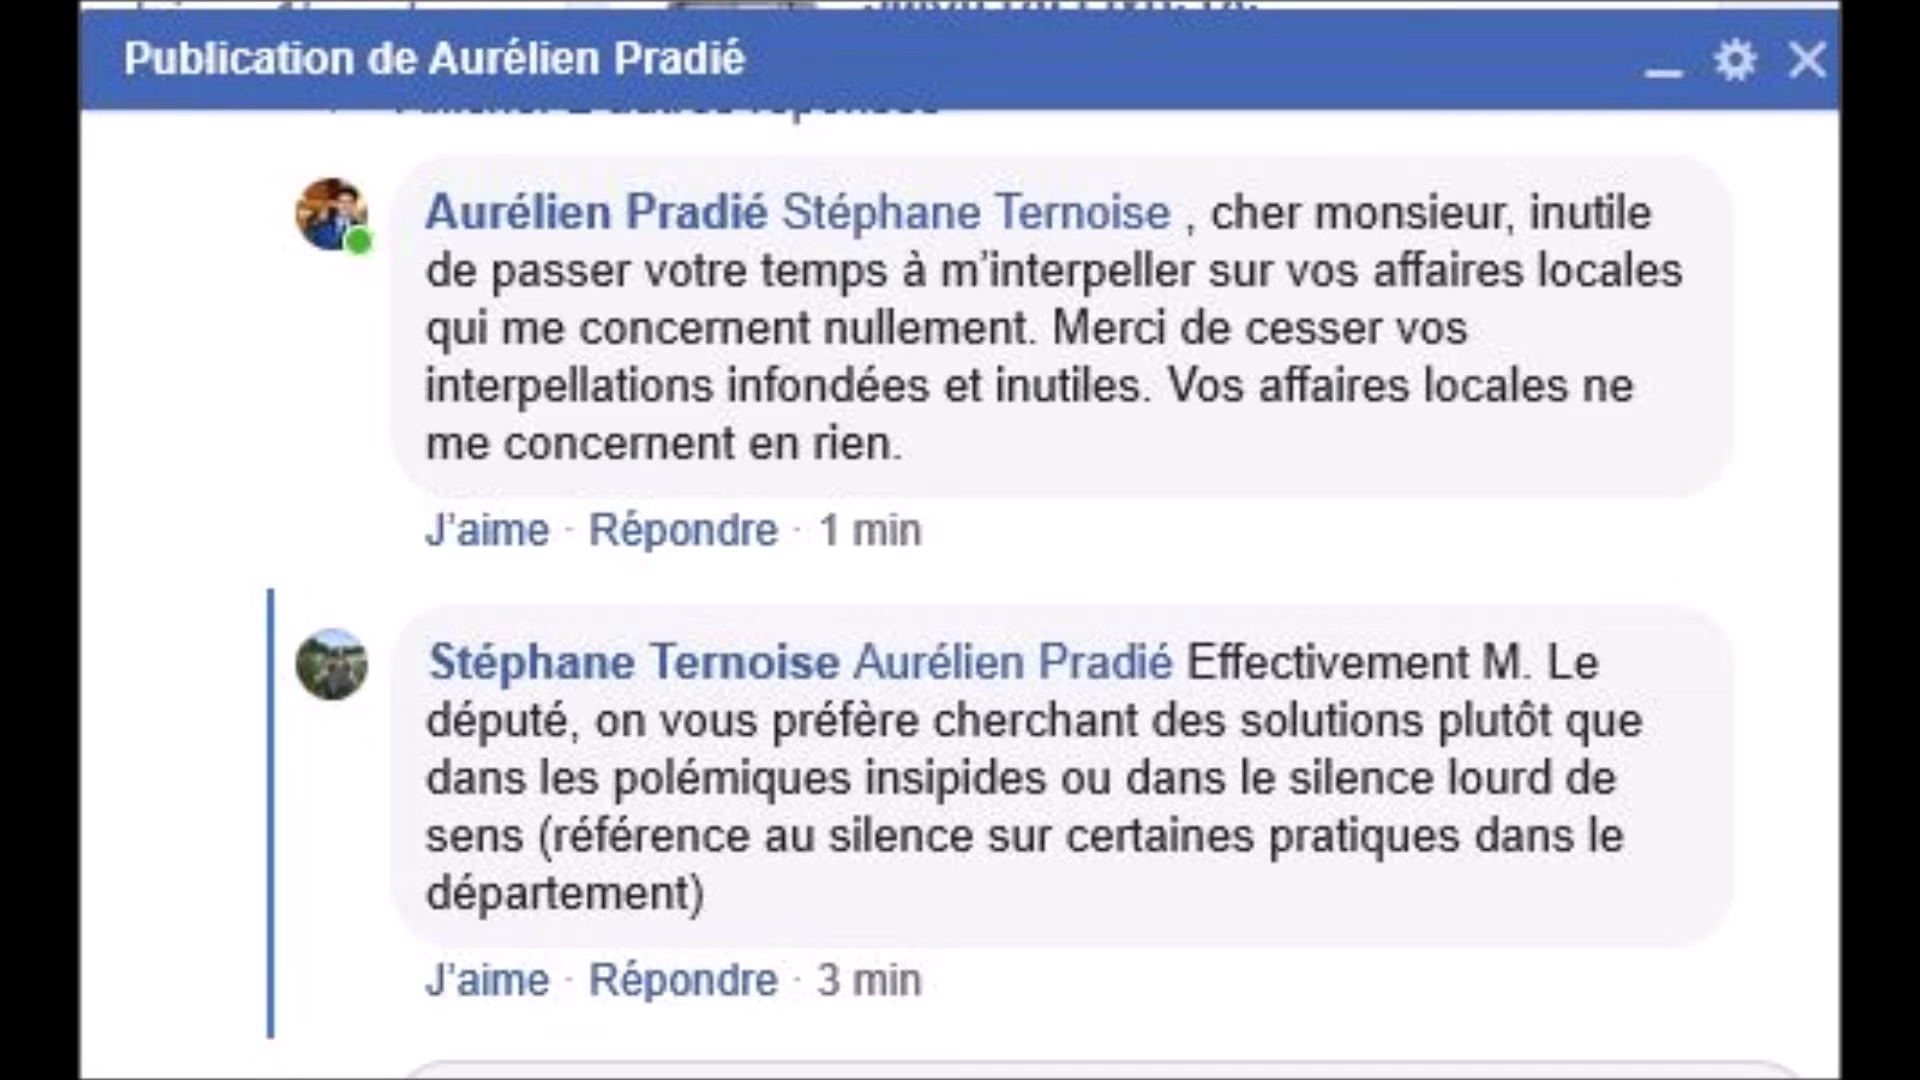 Publication de Aurélien Pradié
Aurélien Pradié Stéphane Ternoise , cher monsieur, inutile
de passer votre temps à m’interpeller sur vos affaires locales
qui me concernent nullement. Merci de cesser vos
interpellations infondées et inutiles. Vos affaires locales ne
me concernent en rien.
J’aime · Répondre · 1 min
Stéphane Ternoise Aurélien Pradié Effectivement M. Le
député, on vous préfère cherchant des solutions plutôt que
dans les polémiques insipides ou dans le silence lourd de
sens (référence au silence sur certaines pratiques dans le
département)
J’aime · Répondre · 3 min